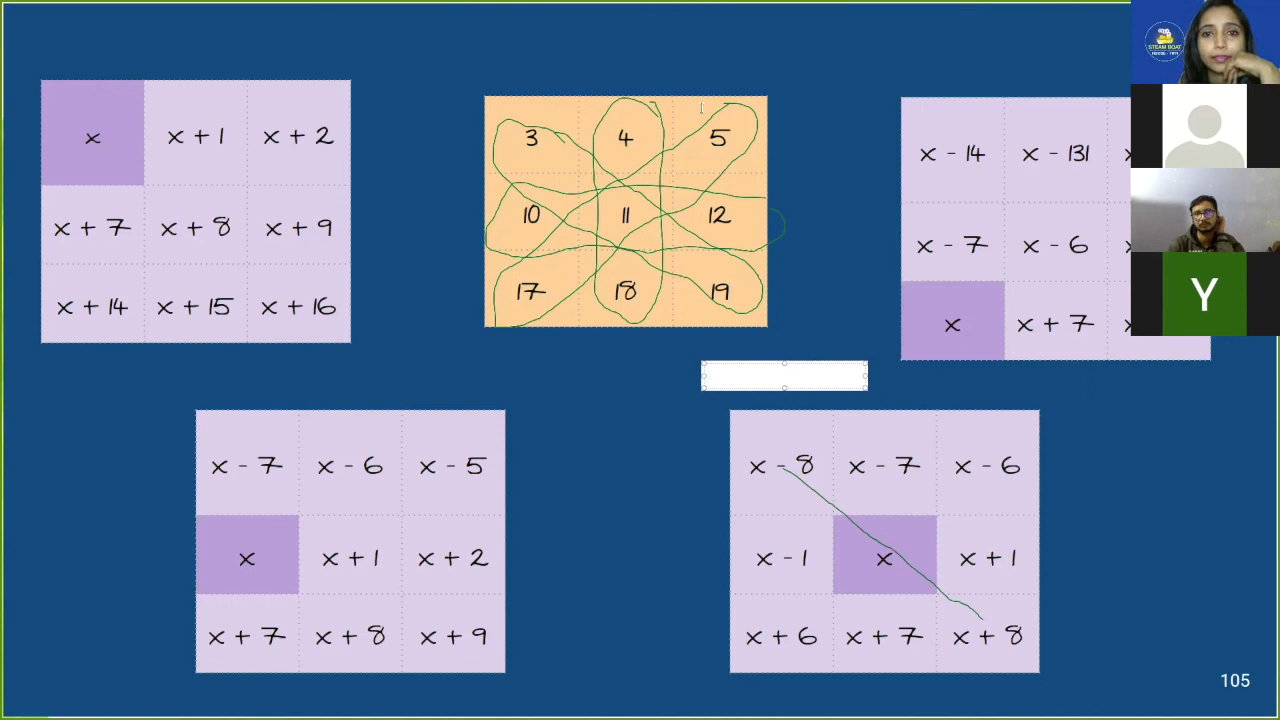 STEAM BOAT
x x + 1 x + 2
x + 7 x + 8 x + 9
x + 14 x + 15 x + 16
3 4 5
10 11 12
17 18 19
x - 14 x - 131 x
x - 7 x - 6 x
x x + 7 x
Y
x - 7 x - 6 x - 5
x x + 1 x + 2
x + 7 x + 8 x + 9
x - 8 x - 7 x - 6
x - 1 x x + 1
x + 6 x + 7 x + 8
105